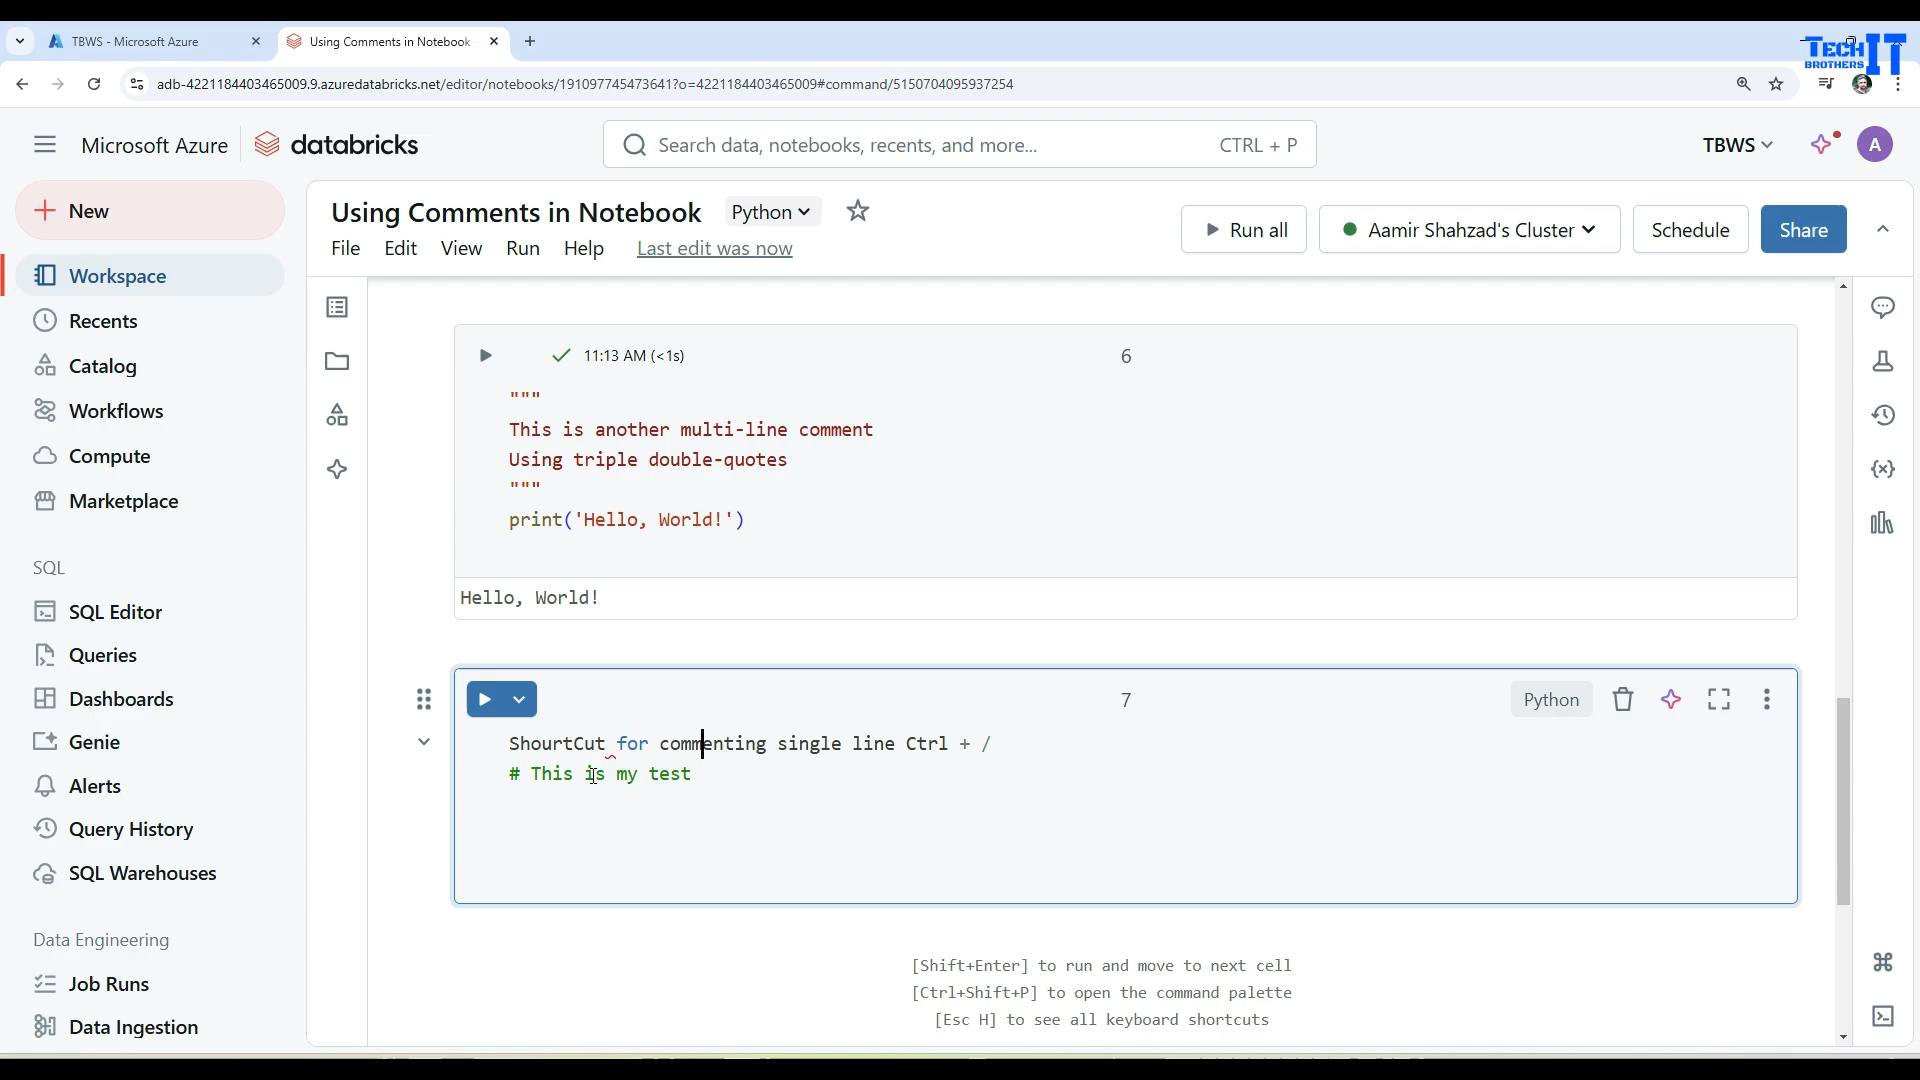 TBWS - Microsoft Azure
Using Comments in Notebook
TECH IT
BROTHERS
adb-4221184403465009.9.azuredatabricks.net/editor/notebooks/191097745473641?o=4221184403465009#command/5150704095937254
Microsoft Azure
databricks
Search data, notebooks, recents, and more...
CTRL + P
TBWS
A
New
Using Comments in Notebook
Python
File
Edit
View
Run
Help
Last edit was now
Run all
Aamir Shahzad's Cluster
Schedule
Share
Workspace
Recents
Catalog
Workflows
Compute
Marketplace
SQL
SQL Editor
Queries
Dashboards
Genie
Alerts
Query History
SQL Warehouses
Data Engineering
Job Runs
Data Ingestion
11:13 AM (<1s)
6
"""
This is another multi-line comment
Using triple double-quotes
"""
print('Hello, World!')
Hello, World!
7
Python
ShourtCut for commenting single line Ctrl + /
# This is my test
[Shift+Enter] to run and move to next cell
[Ctrl+Shift+P] to open the command palette
[Esc H] to see all keyboard shortcuts